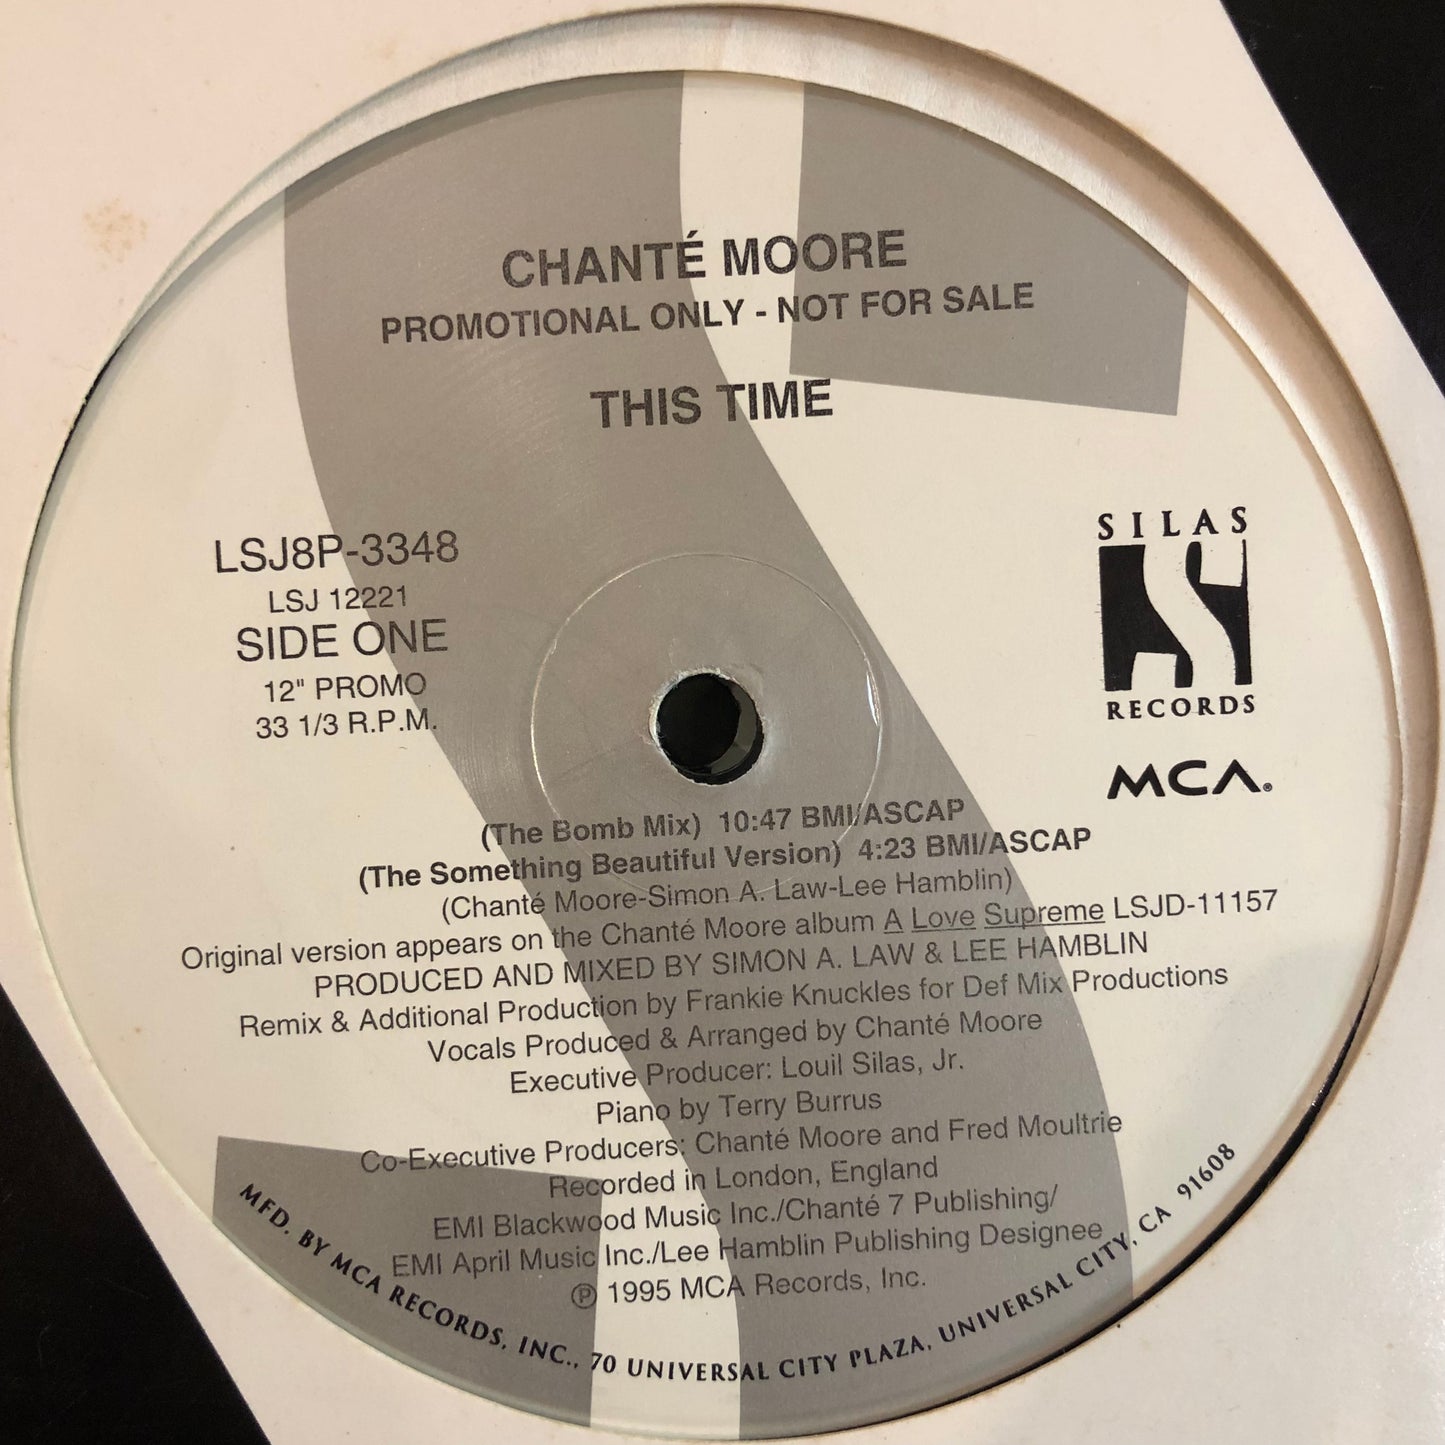 CHANTÉ MOORE
PROMOTIONAL ONLY - NOT FOR SALE
THIS TIME
LSJ8P-3348
LSJ 12221
SIDE ONE
12" PROMO
33 1/3 R.P.M.
SILAS
RECORDS
MCA®
(The Bomb Mix) 10:47 BMI/ASCAP
(The Something Beautiful Version) 4:23 BMI/ASCAP
(Chanté Moore-Simon A. Law-Lee Hamblin)
Original version appears on the Chanté Moore album A Love Supreme LSJD-11157
PRODUCED AND MIXED BY SIMON A. LAW & LEE HAMBLIN
Remix & Additional Production by Frankie Knuckles for Def Mix Productions
Vocals Produced & Arranged by Chanté Moore
Executive Producer: Louil Silas, Jr.
Piano by Terry Burrus
Co-Executive Producers: Chanté Moore and Fred Moultrie
Recorded in London, England
EMI Blackwood Music Inc./Chanté 7 Publishing/
EMI April Music Inc./Lee Hamblin Publishing Designee
℗ 1995 MCA Records, Inc.
MFD. BY MCA RECORDS, INC., 70 UNIVERSAL CITY PLAZA, UNIVERSAL CITY, CA 91608